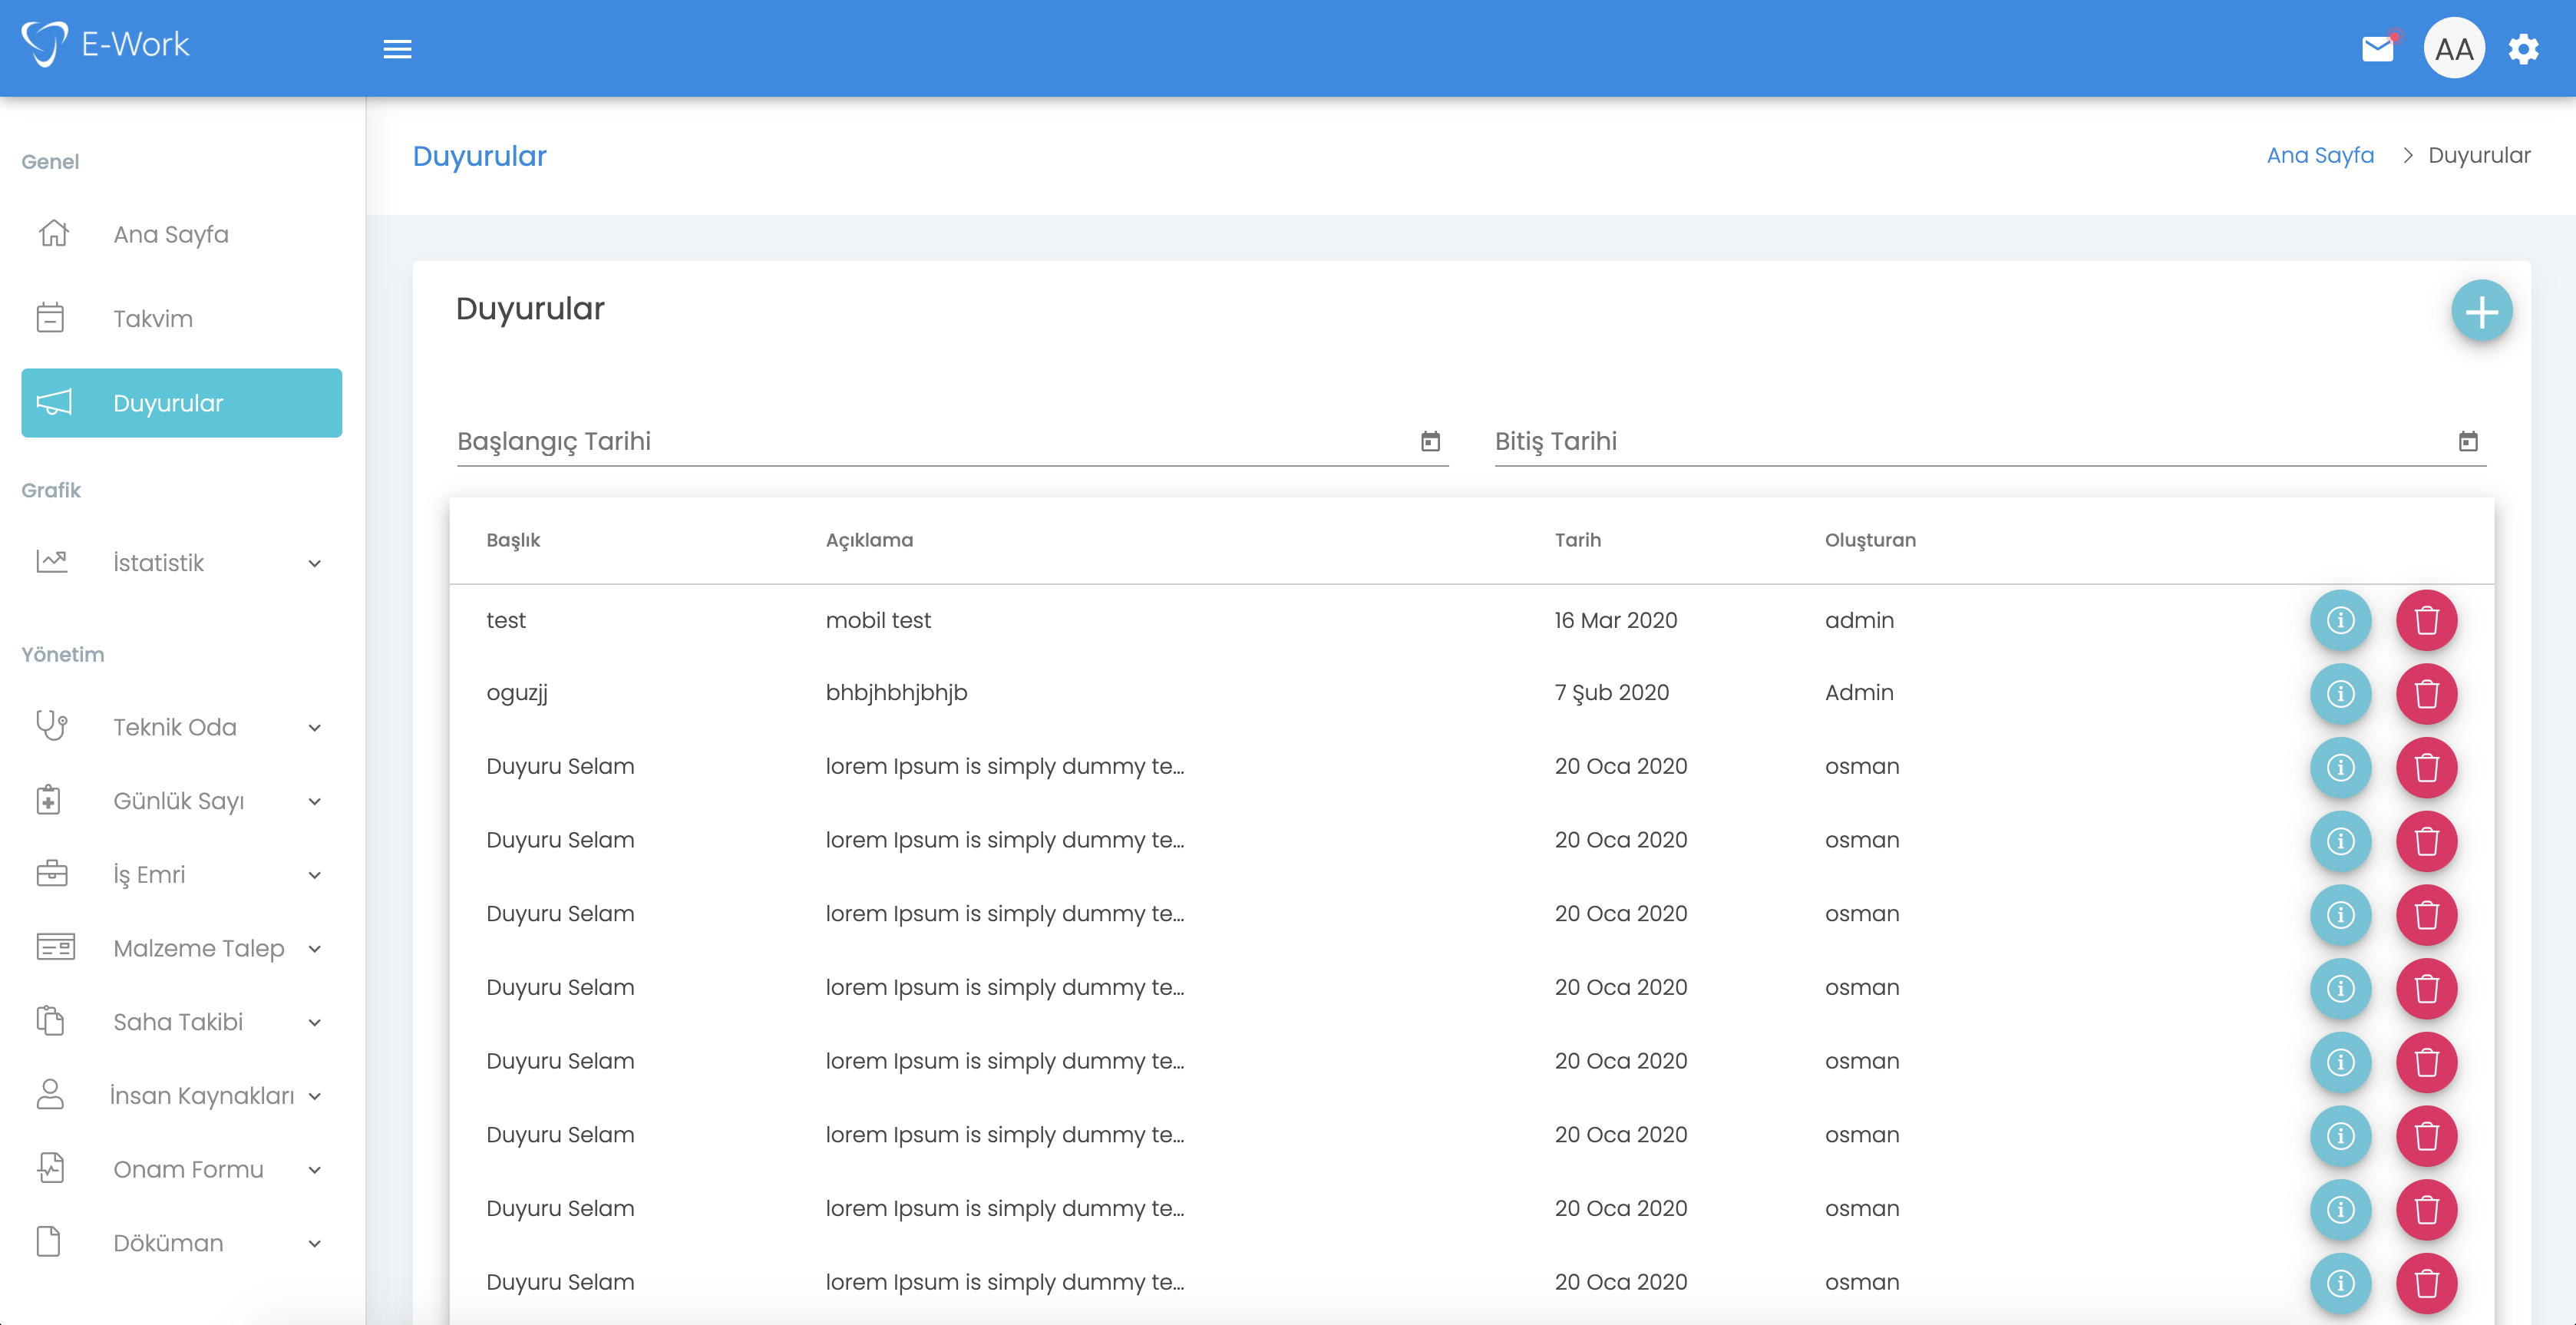 E-Work
AA
Genel
Ana Sayfa
Takvim
Duyurular
Grafik
İstatistik
Yönetim
Teknik Oda
Günlük Sayı
İş Emri
Malzeme Talep
Saha Takibi
İnsan Kaynakları
Onam Formu
Döküman
Duyurular
Ana Sayfa > Duyurular
Duyurular
Başlangıç Tarihi Bitiş Tarihi
Başlık Açıklama Tarih Oluşturan
test mobil test 16 Mar 2020 admin
oguzjj bhbjhbhjbhjb 7 Şub 2020 Admin
Duyuru Selam lorem Ipsum is simply dummy te... 20 Oca 2020 osman
Duyuru Selam lorem Ipsum is simply dummy te... 20 Oca 2020 osman
Duyuru Selam lorem Ipsum is simply dummy te... 20 Oca 2020 osman
Duyuru Selam lorem Ipsum is simply dummy te... 20 Oca 2020 osman
Duyuru Selam lorem Ipsum is simply dummy te... 20 Oca 2020 osman
Duyuru Selam lorem Ipsum is simply dummy te... 20 Oca 2020 osman
Duyuru Selam lorem Ipsum is simply dummy te... 20 Oca 2020 osman
Duyuru Selam lorem Ipsum is simply dummy te... 20 Oca 2020 osman